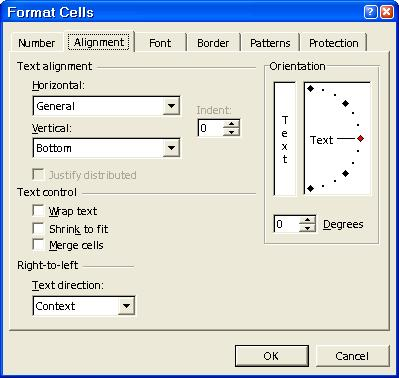 Format Cells
Number Alignment Font Border Patterns Protection
Text alignment
Horizontal:
General
Indent:
0
Vertical:
Bottom
Justify distributed
Text control
Wrap text
Shrink to fit
Merge cells
Right-to-left
Text direction:
Context
Orientation
T
e
x
t
Text
0 Degrees
OK Cancel